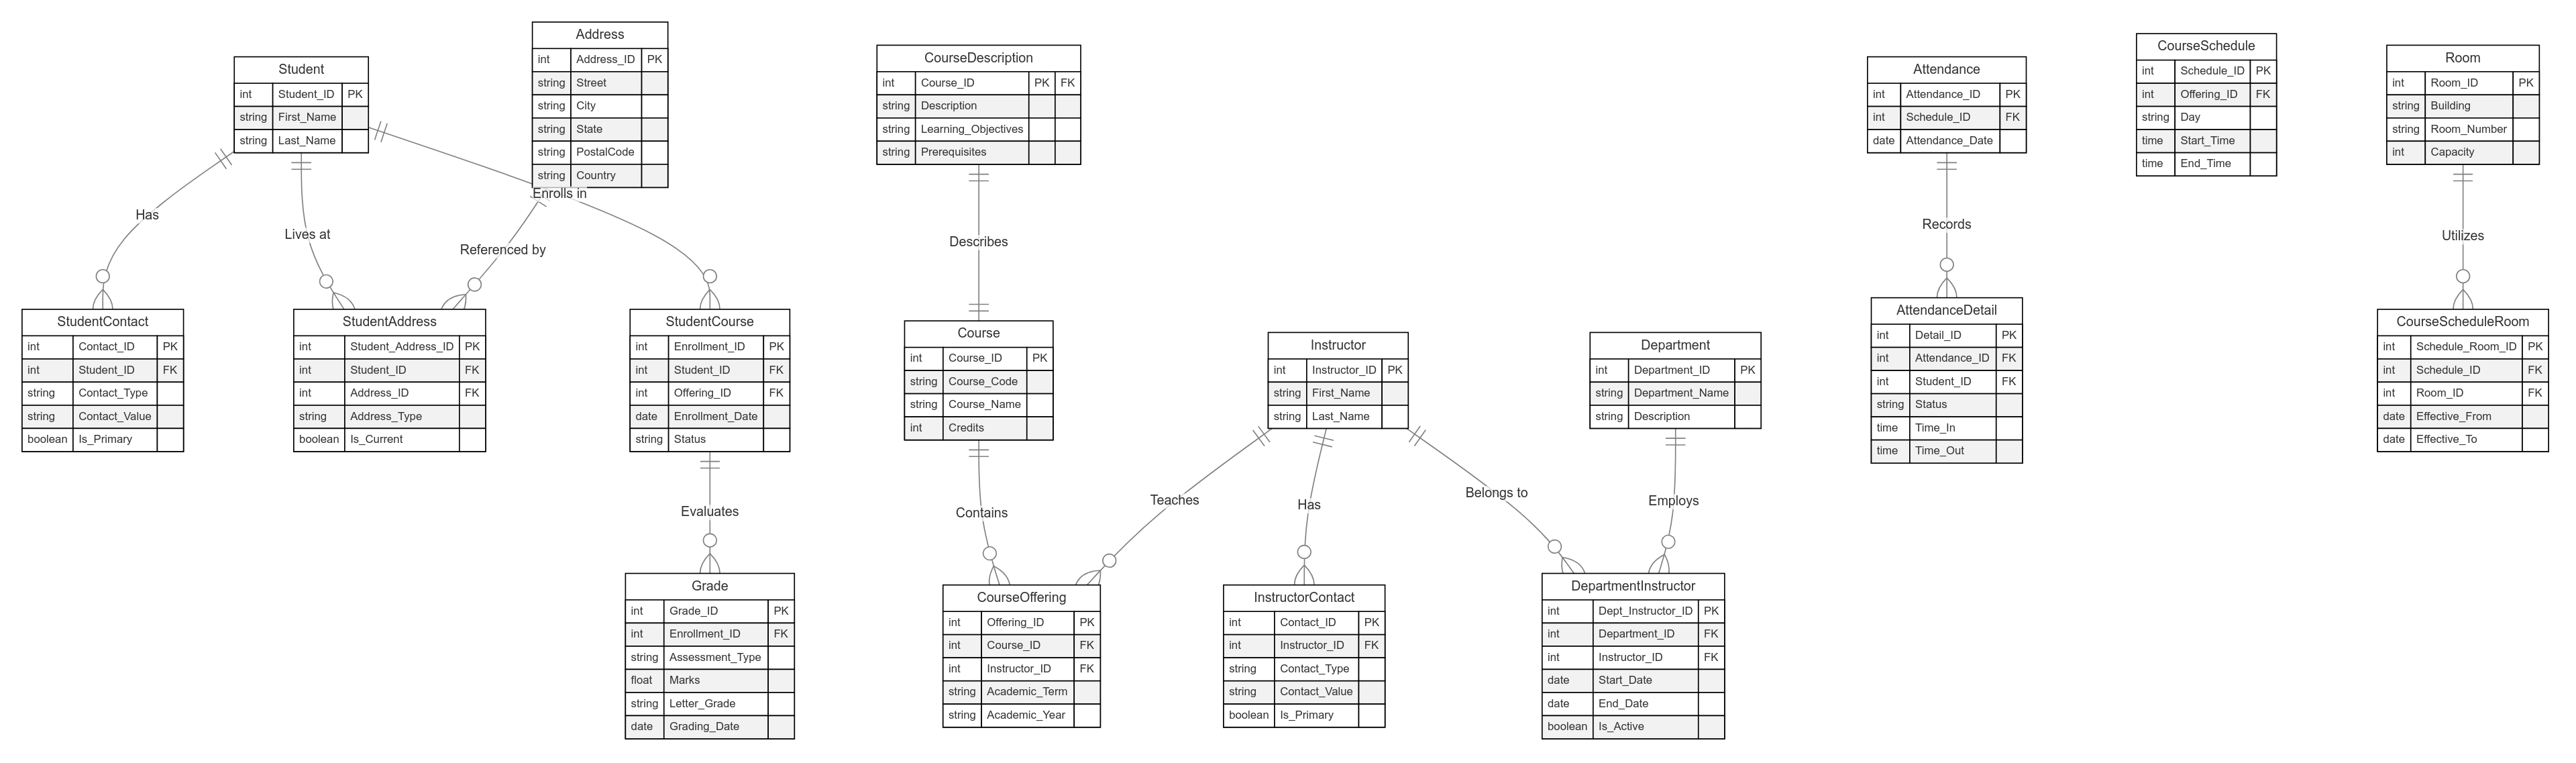 Student
int Student_ID PK
string First_Name
string Last_Name
Address
int Address_ID PK
string Street
string City
string State
string PostalCode
string Country
CourseDescription
int Course_ID PK FK
string Description
string Learning_Objectives
string Prerequisites
Attendance
int Attendance_ID PK
int Schedule_ID FK
date Attendance_Date
CourseSchedule
int Schedule_ID PK
int Offering_ID FK
string Day
time Start_Time
time End_Time
Room
int Room_ID PK
string Building
string Room_Number
int Capacity
Has
Lives at
Enrolls in
Referenced by
Describes
Records
Utilizes
StudentContact
int Contact_ID PK
int Student_ID FK
string Contact_Type
string Contact_Value
boolean Is_Primary
StudentAddress
int Student_Address_ID PK
int Student_ID FK
int Address_ID FK
string Address_Type
boolean Is_Current
StudentCourse
int Enrollment_ID PK
int Student_ID FK
int Offering_ID FK
date Enrollment_Date
string Status
Course
int Course_ID PK
string Course_Code
string Course_Name
int Credits
Instructor
int Instructor_ID PK
string First_Name
string Last_Name
Department
int Department_ID PK
string Department_Name
string Description
AttendanceDetail
int Detail_ID PK
int Attendance_ID FK
int Student_ID FK
string Status
time Time_In
time Time_Out
CourseScheduleRoom
int Schedule_Room_ID PK
int Schedule_ID FK
int Room_ID FK
date Effective_From
date Effective_To
Evaluates
Contains
Teaches
Has
Belongs to
Employs
Grade
int Grade_ID PK
int Enrollment_ID FK
string Assessment_Type
float Marks
string Letter_Grade
date Grading_Date
CourseOffering
int Offering_ID PK
int Course_ID FK
int Instructor_ID FK
string Academic_Term
string Academic_Year
InstructorContact
int Contact_ID PK
int Instructor_ID FK
string Contact_Type
string Contact_Value
boolean Is_Primary
DepartmentInstructor
int Dept_Instructor_ID PK
int Department_ID FK
int Instructor_ID FK
date Start_Date
date End_Date
boolean Is_Active